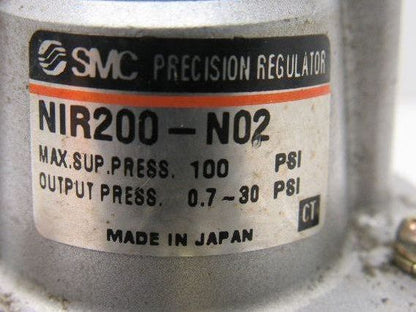 SMC PRECISION REGULATOR
NIR200-N02
MAX.SUP.PRESS. 100 PSI
OUTPUT PRESS. 0.7~30 PSI
CT
MADE IN JAPAN